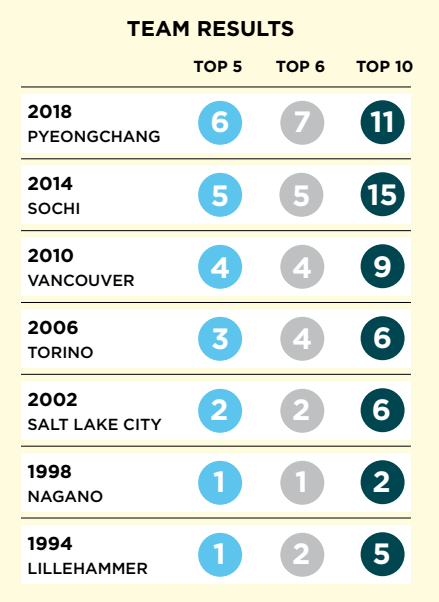 TEAM RESULTS
TOP 5 TOP 6 TOP 10
2018
PYEONGCHANG
6 7 11
2014
SOCHI
5 5 15
2010
VANCOUVER
4 4 9
2006
TORINO
3 4 6
2002
SALT LAKE CITY
2 2 6
1998
NAGANO
1 1 2
1994
LILLEHAMMER
1 2 5